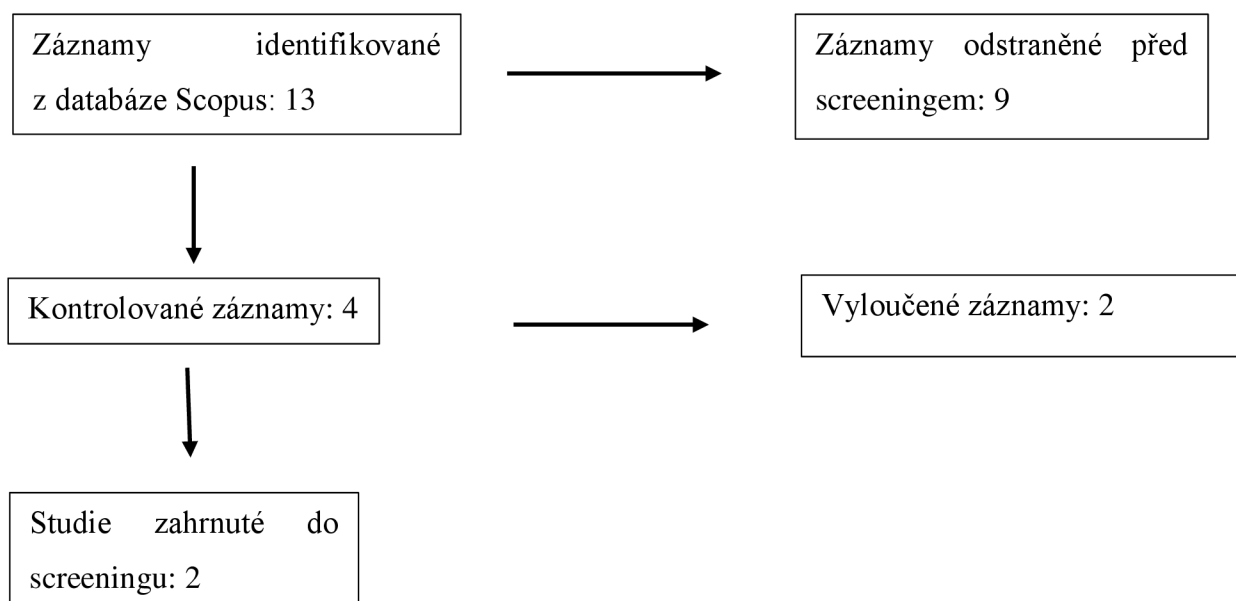 Záznamy identifikované
z databáze Scopus: 13
Záznamy odstraněné před
screeningem: 9
Kontrolované záznamy: 4
Vyloučené záznamy: 2
Studie zahrnuté do
screeningu: 2